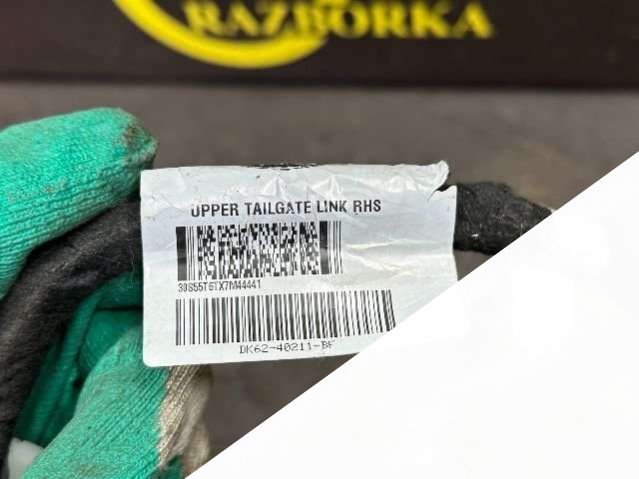 RAZBORKA
UPPER TAILGATE LINK RHS
39S55T6TX7M44441
DK62-40211-BF